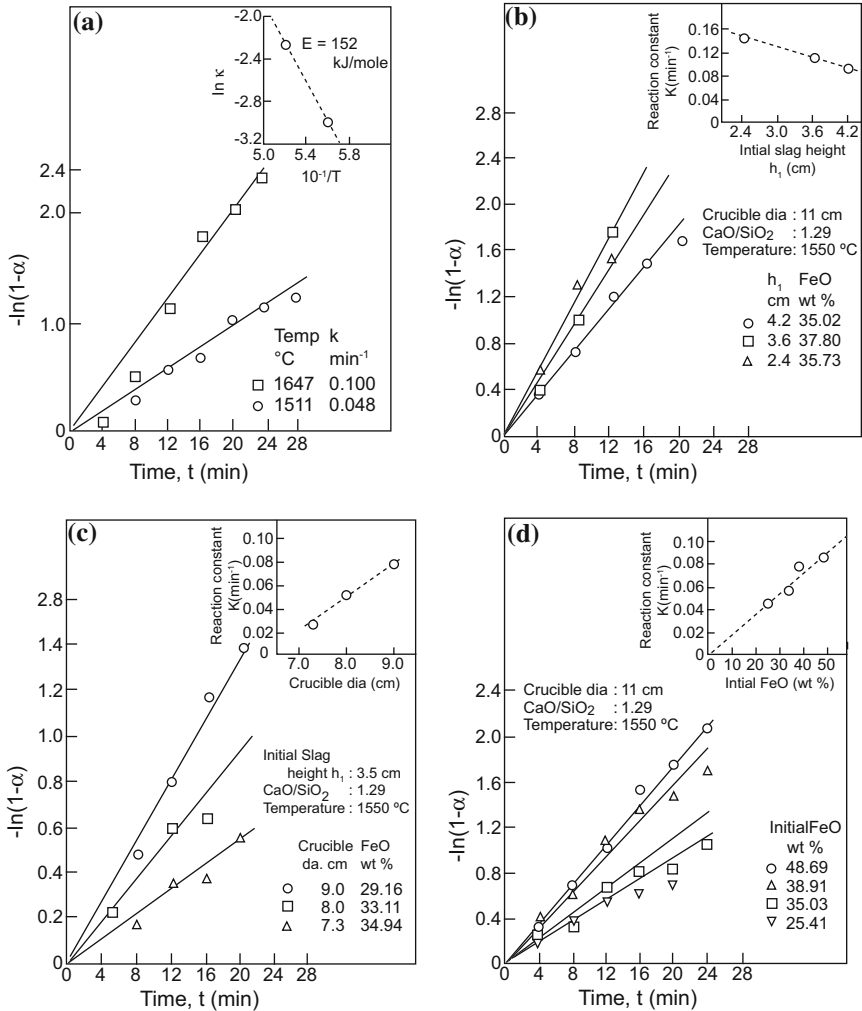 (a)
-2.0
-2.4
-2.8
-3.2
ln κ
E = 152
kJ/mole
5.0 5.4 5.8
10⁻¹/T
2.4
2.0
1.0
0
-ln(1-α)
Temp k
°C min⁻¹
1647 0.100
1511 0.048
0 4 8 12 16 20 24 28
Time, t (min)
(b)
Reaction constant
K(min⁻¹)
0.16
0.12
0.08
0.04
0
2.4 3.0 3.6 4.2
Intial slag height
h₁ (cm)
2.8
2.4
2.0
1.6
1.2
0.8
0.4
0
-ln(1-α)
Crucible dia : 11 cm
CaO/SiO₂ : 1.29
Temperature: 1550 ºC
h₁ FeO
cm wt %
4.2 35.02
3.6 37.80
2.4 35.73
0 4 8 12 16 20 24 28
Time, t (min)
(c)
Reaction constant
K(min⁻¹)
0.10
0.08
0.06
0.04
0.02
0
7.0 8.0 9.0
Crucible dia (cm)
2.8
1.4
1.2
1.0
0.8
0.6
0.4
0.2
0
-ln(1-α)
Initial Slag
height h₁ : 3.5 cm
CaO/SiO₂ : 1.29
Temperature : 1550 ºC
Crucible FeO
da. cm wt %
9.0 29.16
8.0 33.11
7.3 34.94
0 4 8 12 16 20 24 28
Time, t (min)
(d)
Reaction constant
K(min⁻¹)
0.10
0.08
0.06
0.04
0.02
0
0 10 20 30 40 50
Intial FeO (wt %)
2.4
2.0
1.6
1.2
0.8
0.4
0
-ln(1-α)
Crucible dia : 11 cm
CaO/SiO₂ : 1.29
Temperature : 1550 ºC
InitialFeO
wt %
48.69
38.91
35.03
25.41
0 4 8 12 16 20 24 28
Time, t (min)